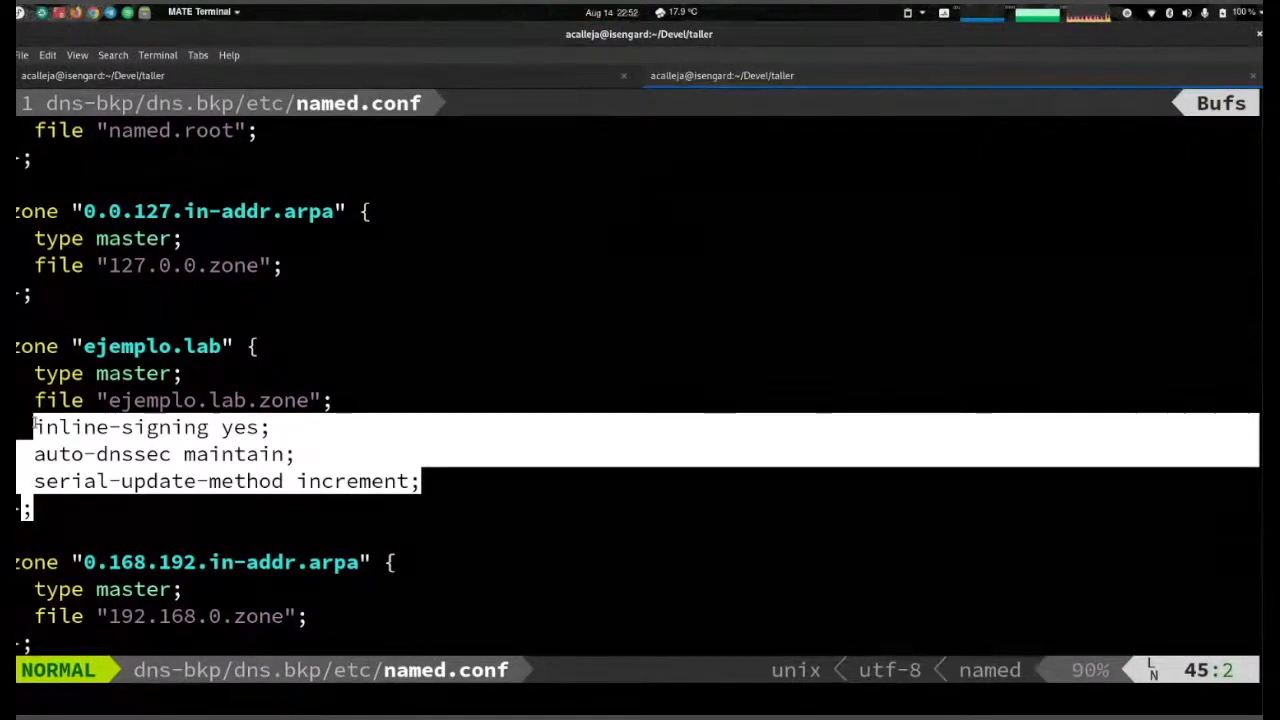 MATE Terminal
Aug 14 22:52
17.9 °C
100 %
acalleja@isengard:~/Devel/taller
File Edit View Search Terminal Tabs Help
acalleja@isengard:~/Devel/taller
acalleja@isengard:~/Devel/taller
1 dns-bkp/dns.bkp/etc/named.conf
Bufs
file "named.root";
};
zone "0.0.127.in-addr.arpa" {
type master;
file "127.0.0.zone";
};
zone "ejemplo.lab" {
type master;
file "ejemplo.lab.zone";
inline-signing yes;
auto-dnssec maintain;
serial-update-method increment;
};
zone "0.168.192.in-addr.arpa" {
type master;
file "192.168.0.zone";
};
NORMAL dns-bkp/dns.bkp/etc/named.conf unix utf-8 named 90% LN 45:2